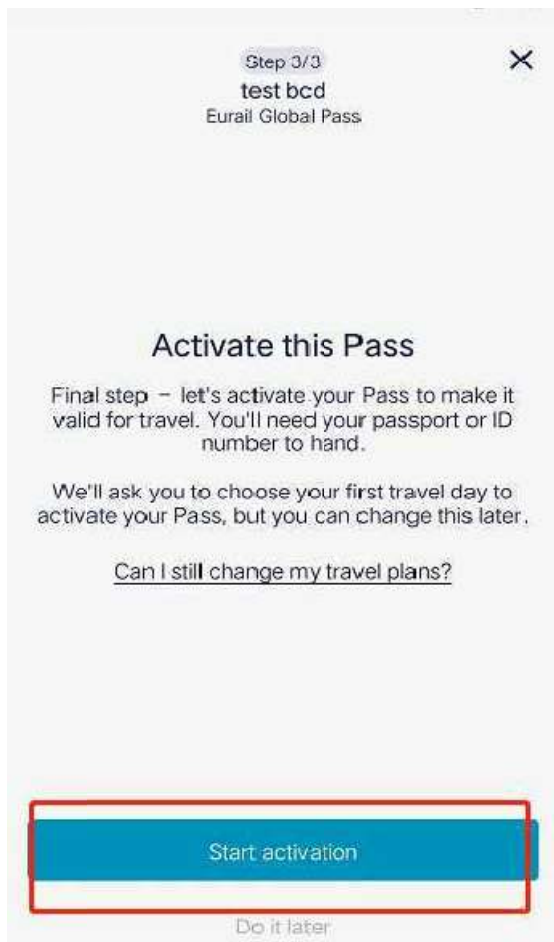 Step 3/3
test bcd
Eurail Global Pass
Activate this Pass
Final step – let's activate your Pass to make it
valid for travel. You'll need your passport or ID
number to hand.
We'll ask you to choose your first travel day to
activate your Pass, but you can change this later.
Can I still change my travel plans?
Start activation
Do it later